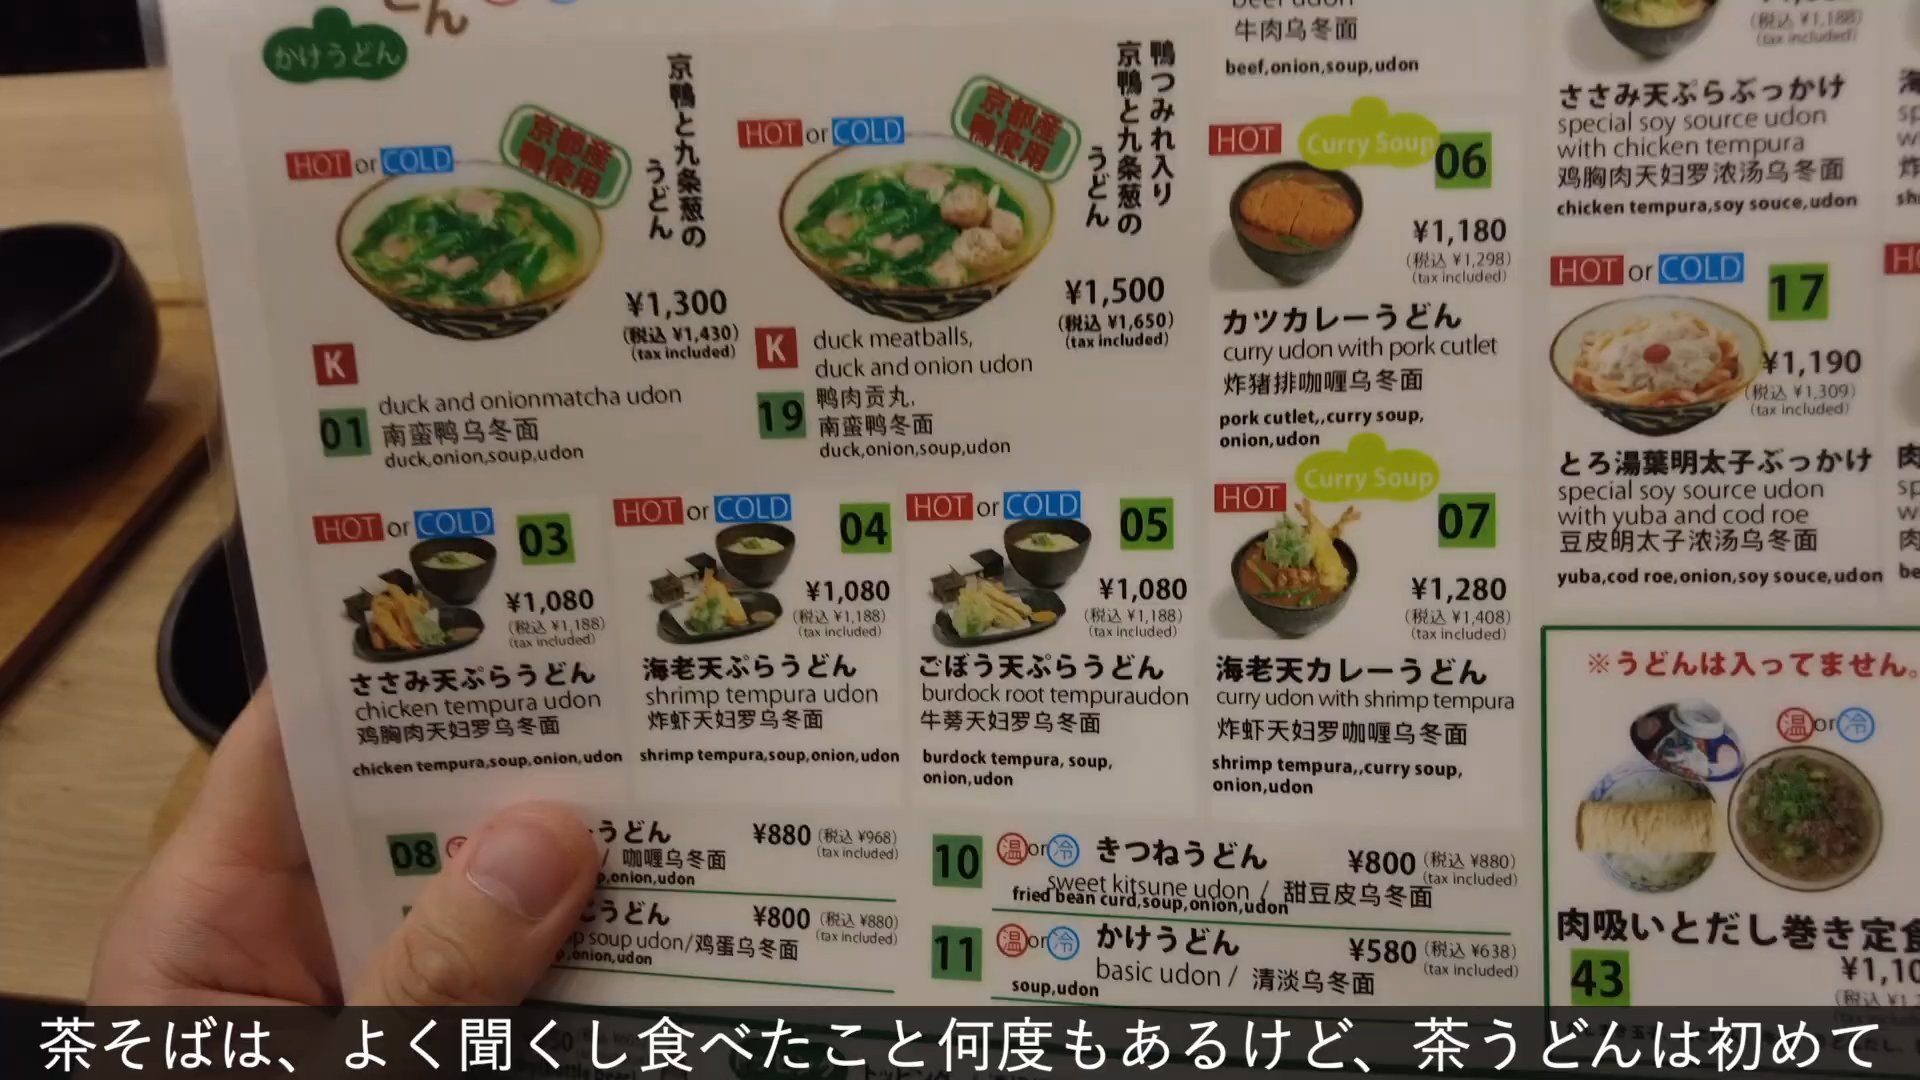 かけうどん
HOT or COLD
京都産
鴨使用
京鴨と九条葱の
うどん
¥1,300
(税込 ¥1,430)
(tax included)
K
01
duck and onionmatcha udon
南蛮鸭乌冬面
duck,onion,soup,udon
HOT or COLD
京都産
鴨使用
鴨つみれ入り
京鴨と九条葱の
うどん
¥1,500
(税込 ¥1,650)
(tax included)
K
19
duck meatballs,
duck and onion udon
鸭肉贡丸,
南蛮鸭冬面
duck,onion,soup,udon
HOT or COLD
03
¥1,080
(税込 ¥1,188)
(tax included)
ささみ天ぷらうどん
chicken tempura udon
鸡胸肉天妇罗乌冬面
chicken tempura,soup,onion,udon
HOT or COLD
04
¥1,080
(税込 ¥1,188)
(tax included)
海老天ぷらうどん
shrimp tempura udon
炸虾天妇罗乌冬面
shrimp tempura,soup,onion,udon
HOT or COLD
05
¥1,080
(税込 ¥1,188)
(tax included)
ごぼう天ぷらうどん
burdock root tempuraudon
牛蒡天妇罗乌冬面
burdock tempura, soup,
onion,udon
beef udon
牛肉乌冬面
beef,onion,soup,udon
HOT
Curry Soup
06
¥1,180
(税込 ¥1,298)
(tax included)
カツカレーうどん
curry udon with pork cutlet
炸猪排咖喱乌冬面
pork cutlet,,curry soup,
onion,udon
HOT
Curry Soup
07
¥1,280
(税込 ¥1,408)
(tax included)
海老天カレーうどん
curry udon with shrimp tempura
炸虾天妇罗咖喱乌冬面
shrimp tempura,,curry soup,
onion,udon
(税込 ¥1,188)
(tax included)
ささみ天ぷらぶっかけ
special soy source udon
with chicken tempura
鸡胸肉天妇罗浓汤乌冬面
chicken tempura,soy souce,udon
HOT or COLD
17
¥1,190
(税込 ¥1,309)
(tax included)
とろ湯葉明太子ぶっかけ
special soy source udon
with yuba and cod roe
豆皮明太子浓汤乌冬面
yuba,cod roe,onion,soy souce,udon
※うどんは入ってません。
温or冷
肉吸いとだし巻き定食
43
¥1,10
08
うどん
¥880 (税込 ¥968)
(tax included)
/ 咖喱乌冬面
onion,udon
うどん
¥800 (税込 ¥880)
(tax included)
soup udon/鸡蛋乌冬面
onion,udon
10
温or冷
きつねうどん
¥800 (税込 ¥880)
(tax included)
sweet kitsune udon / 甜豆皮乌冬面
fried bean curd,soup,onion,udon
11
温or冷
かけうどん
¥580 (税込 ¥638)
(tax included)
basic udon / 清淡乌冬面
soup,udon
茶そばは、よく聞くし食べたこと何度もあるけど、茶うどんは初めて